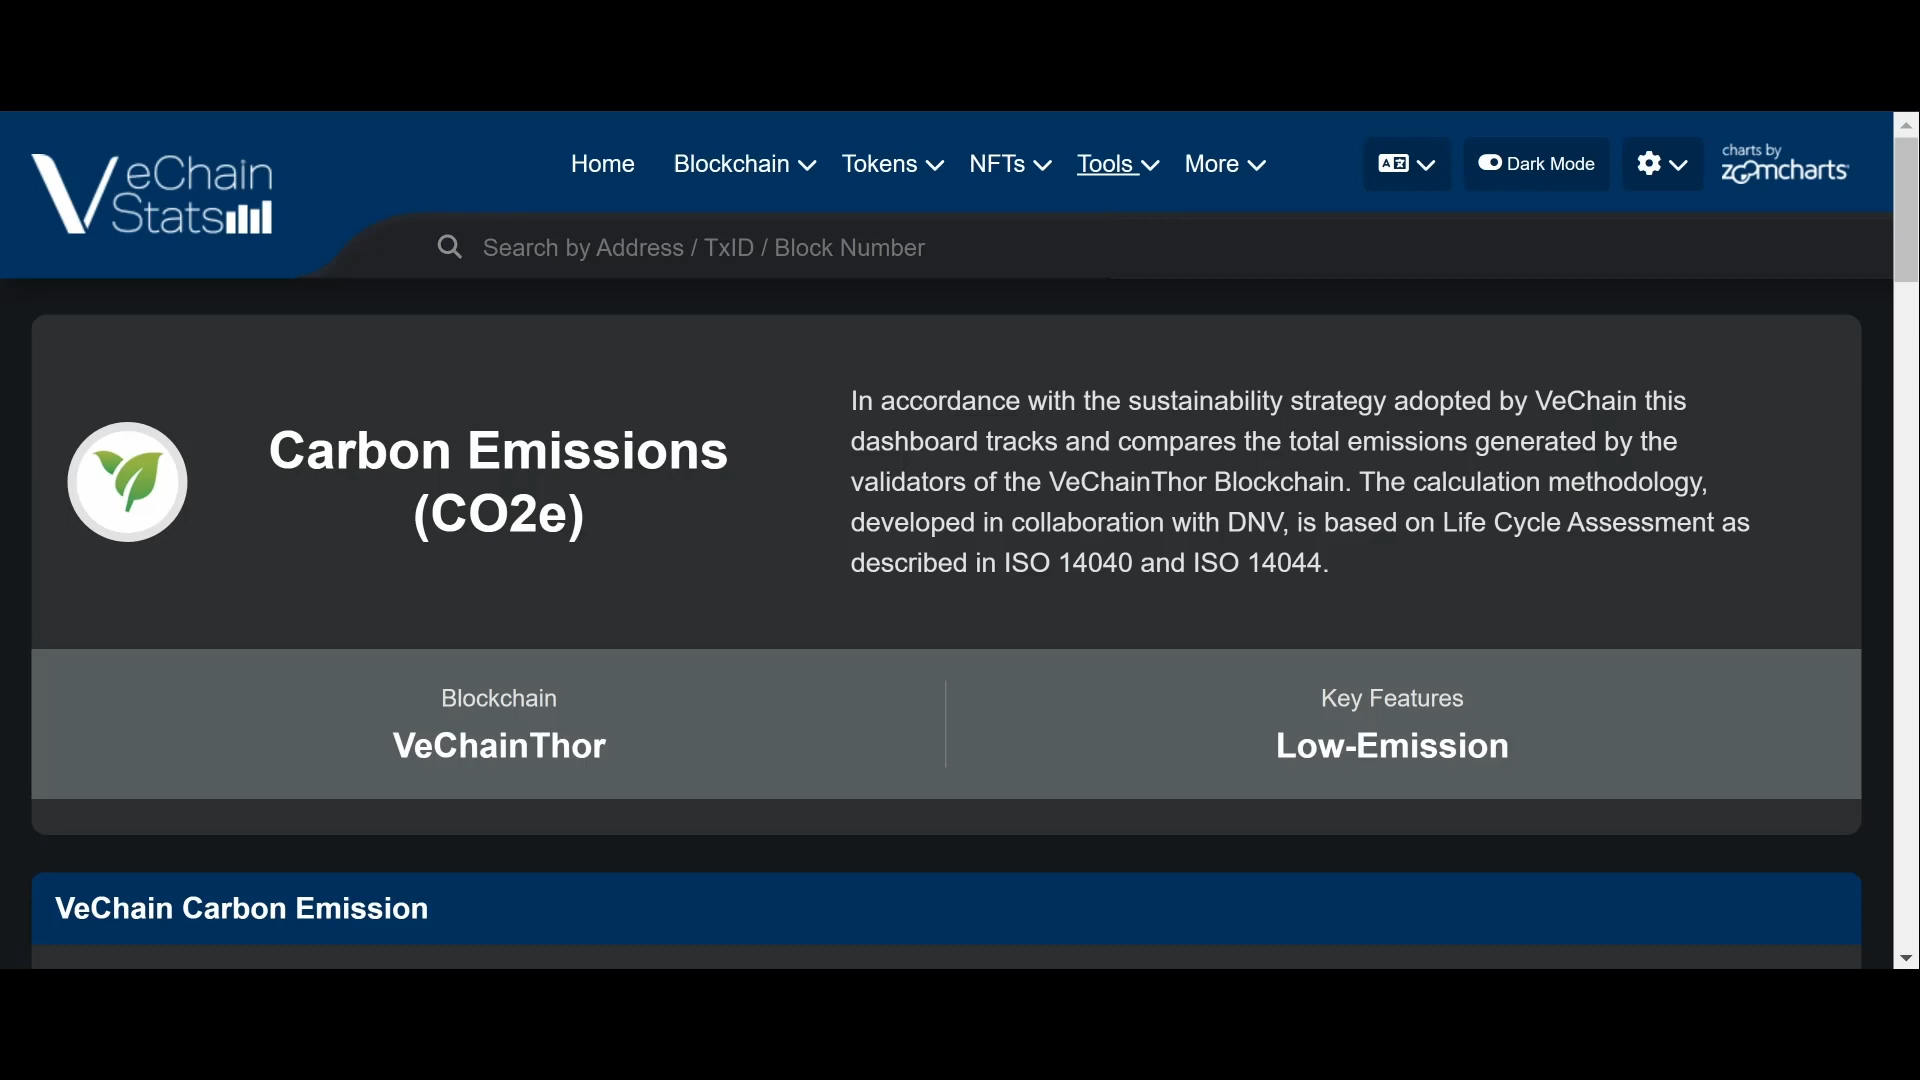 VeChain
Stats
Home Blockchain Tokens NFTs Tools More
Dark Mode
charts by
zoomcharts
Search by Address / TxID / Block Number
Carbon Emissions
(CO2e)
In accordance with the sustainability strategy adopted by VeChain this
dashboard tracks and compares the total emissions generated by the
validators of the VeChainThor Blockchain. The calculation methodology,
developed in collaboration with DNV, is based on Life Cycle Assessment as
described in ISO 14040 and ISO 14044.
Blockchain
VeChainThor
Key Features
Low-Emission
VeChain Carbon Emission